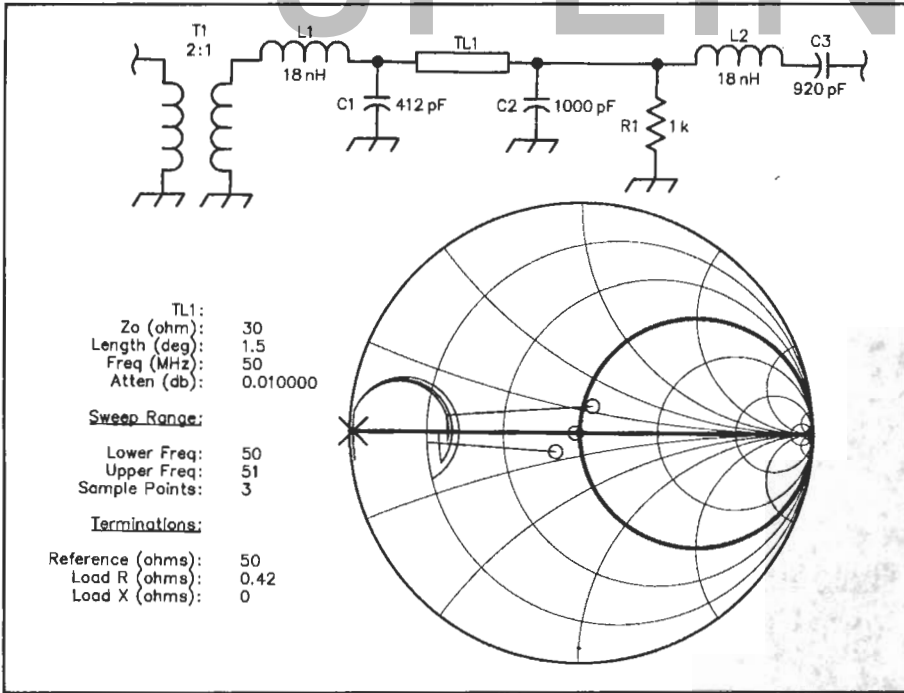 T1
2:1
L1
18 nH
C1
412 pF
TL1
C2
1000 pF
R1
1 k
L2
18 nH
C3
920 pF
TL1:
Zo (ohm): 30
Length (deg): 1.5
Freq (MHz): 50
Atten (db): 0.010000
Sweep Range:
Lower Freq: 50
Upper Freq: 51
Sample Points: 3
Terminations:
Reference (ohms): 50
Load R (ohms): 0.42
Load X (ohms): 0